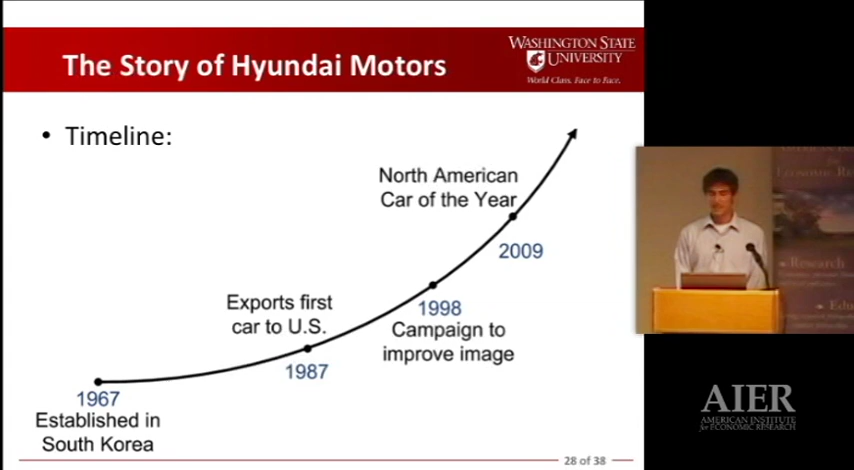 The Story of Hyundai Motors
WASHINGTON STATE
UNIVERSITY
World Class. Face to Face.
• Timeline:
North American
Car of the Year
2009
Exports first
car to U.S.
1998
Campaign to
improve image
1987
1967
Established in
South Korea
28 of 38
Economic
Research
AIER
AMERICAN INSTITUTE
for ECONOMIC RESEARCH